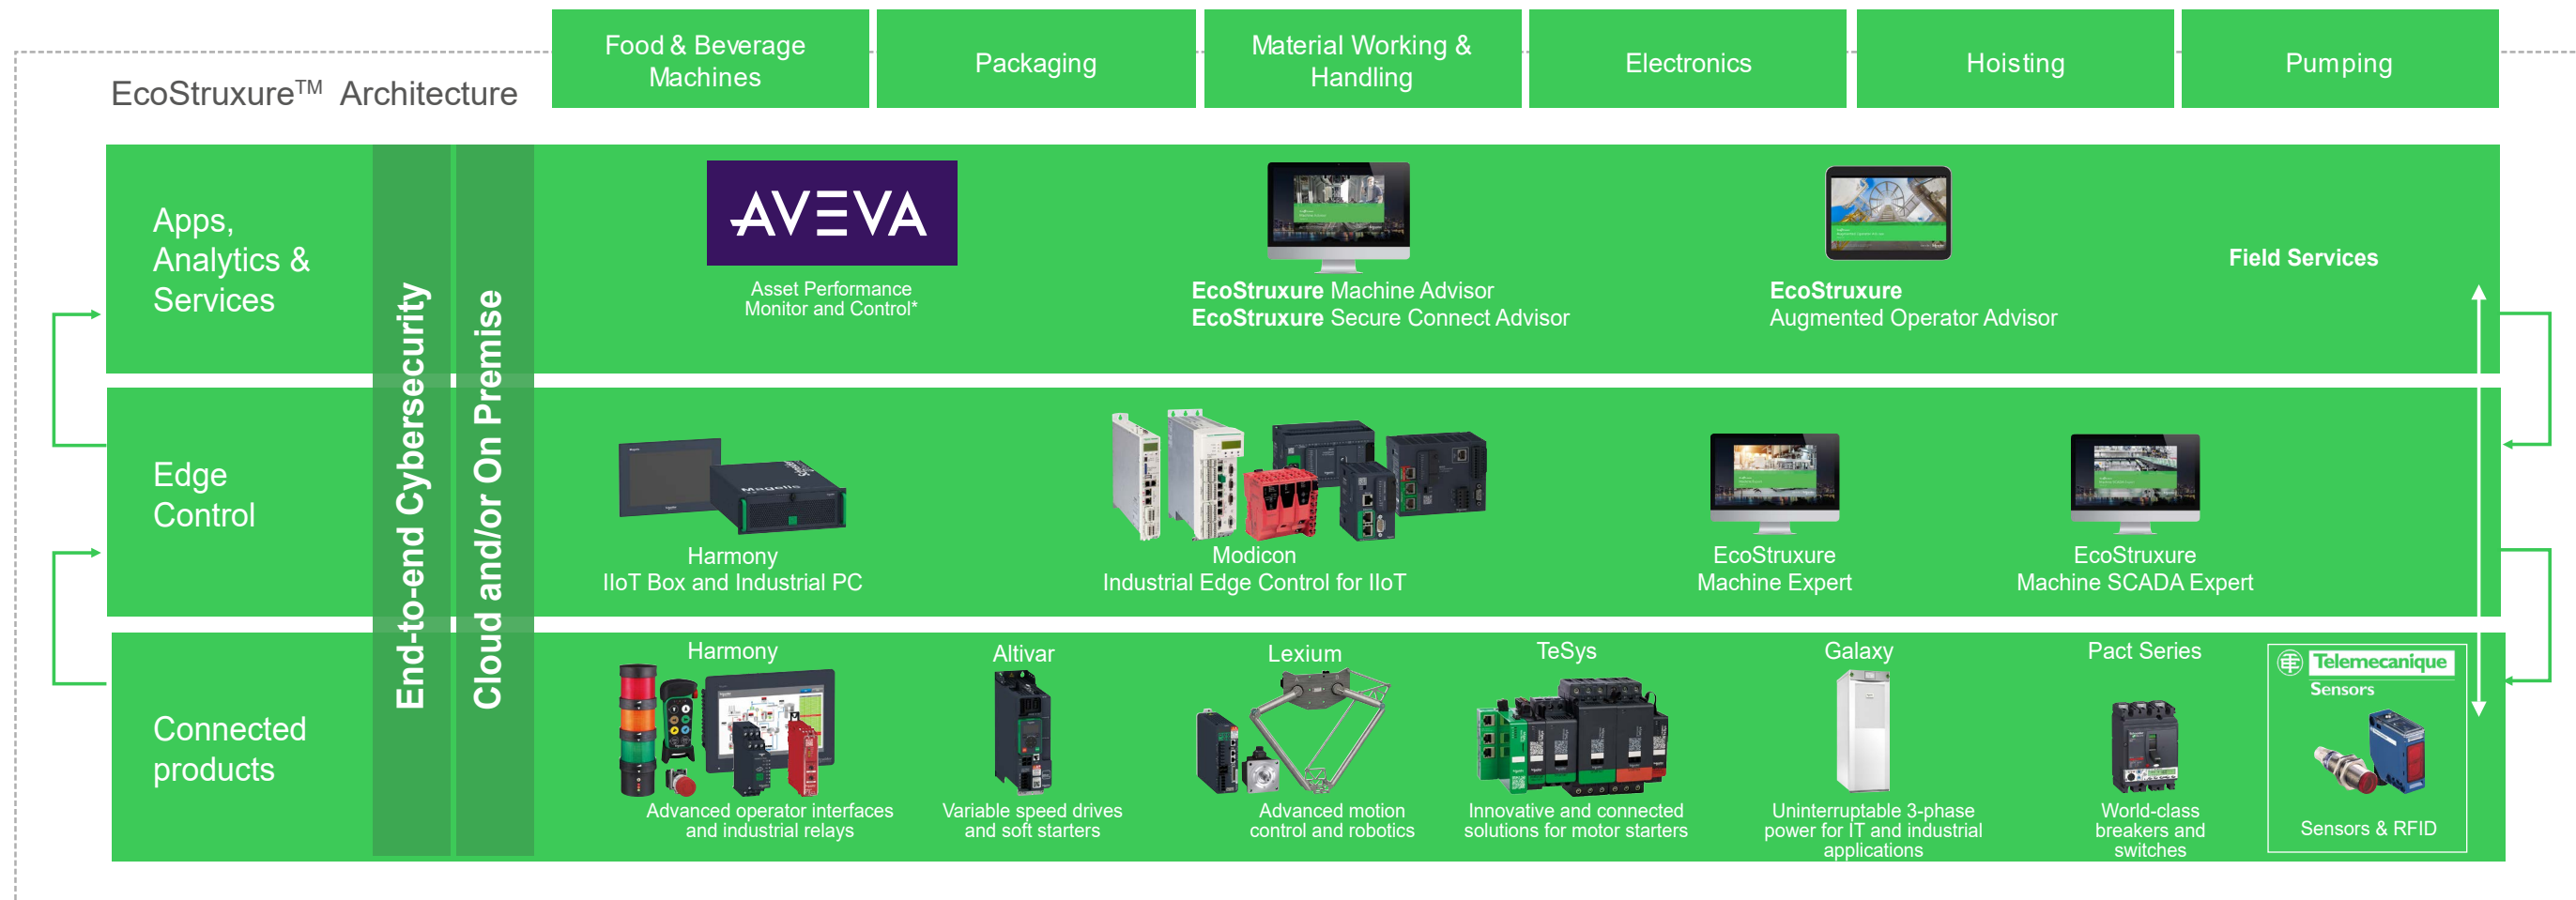 Food & Beverage
Machines
Packaging
Material Working &
Handling
Electronics
Hoisting
Pumping
EcoStruxure™ Architecture
Apps,
Analytics &
Services
End-to-end Cybersecurity
Cloud and/or On Premise
AVEVA
Asset Performance
Monitor and Control*
EcoStruxure Machine Advisor
EcoStruxure Secure Connect Advisor
EcoStruxure
Augmented Operator Advisor
Field Services
Edge
Control
Magelis
Harmony
IIoT Box and Industrial PC
Modicon
Industrial Edge Control for IIoT
EcoStruxure
Machine Expert
EcoStruxure
Machine SCADA Expert
Connected
products
Harmony
Advanced operator interfaces
and industrial relays
Altivar
Variable speed drives
and soft starters
Lexium
Advanced motion
control and robotics
TeSys
Innovative and connected
solutions for motor starters
Galaxy
Uninterruptable 3-phase
power for IT and industrial
applications
Pact Series
World-class
breakers and
switches
Telemecanique
Sensors
Sensors & RFID